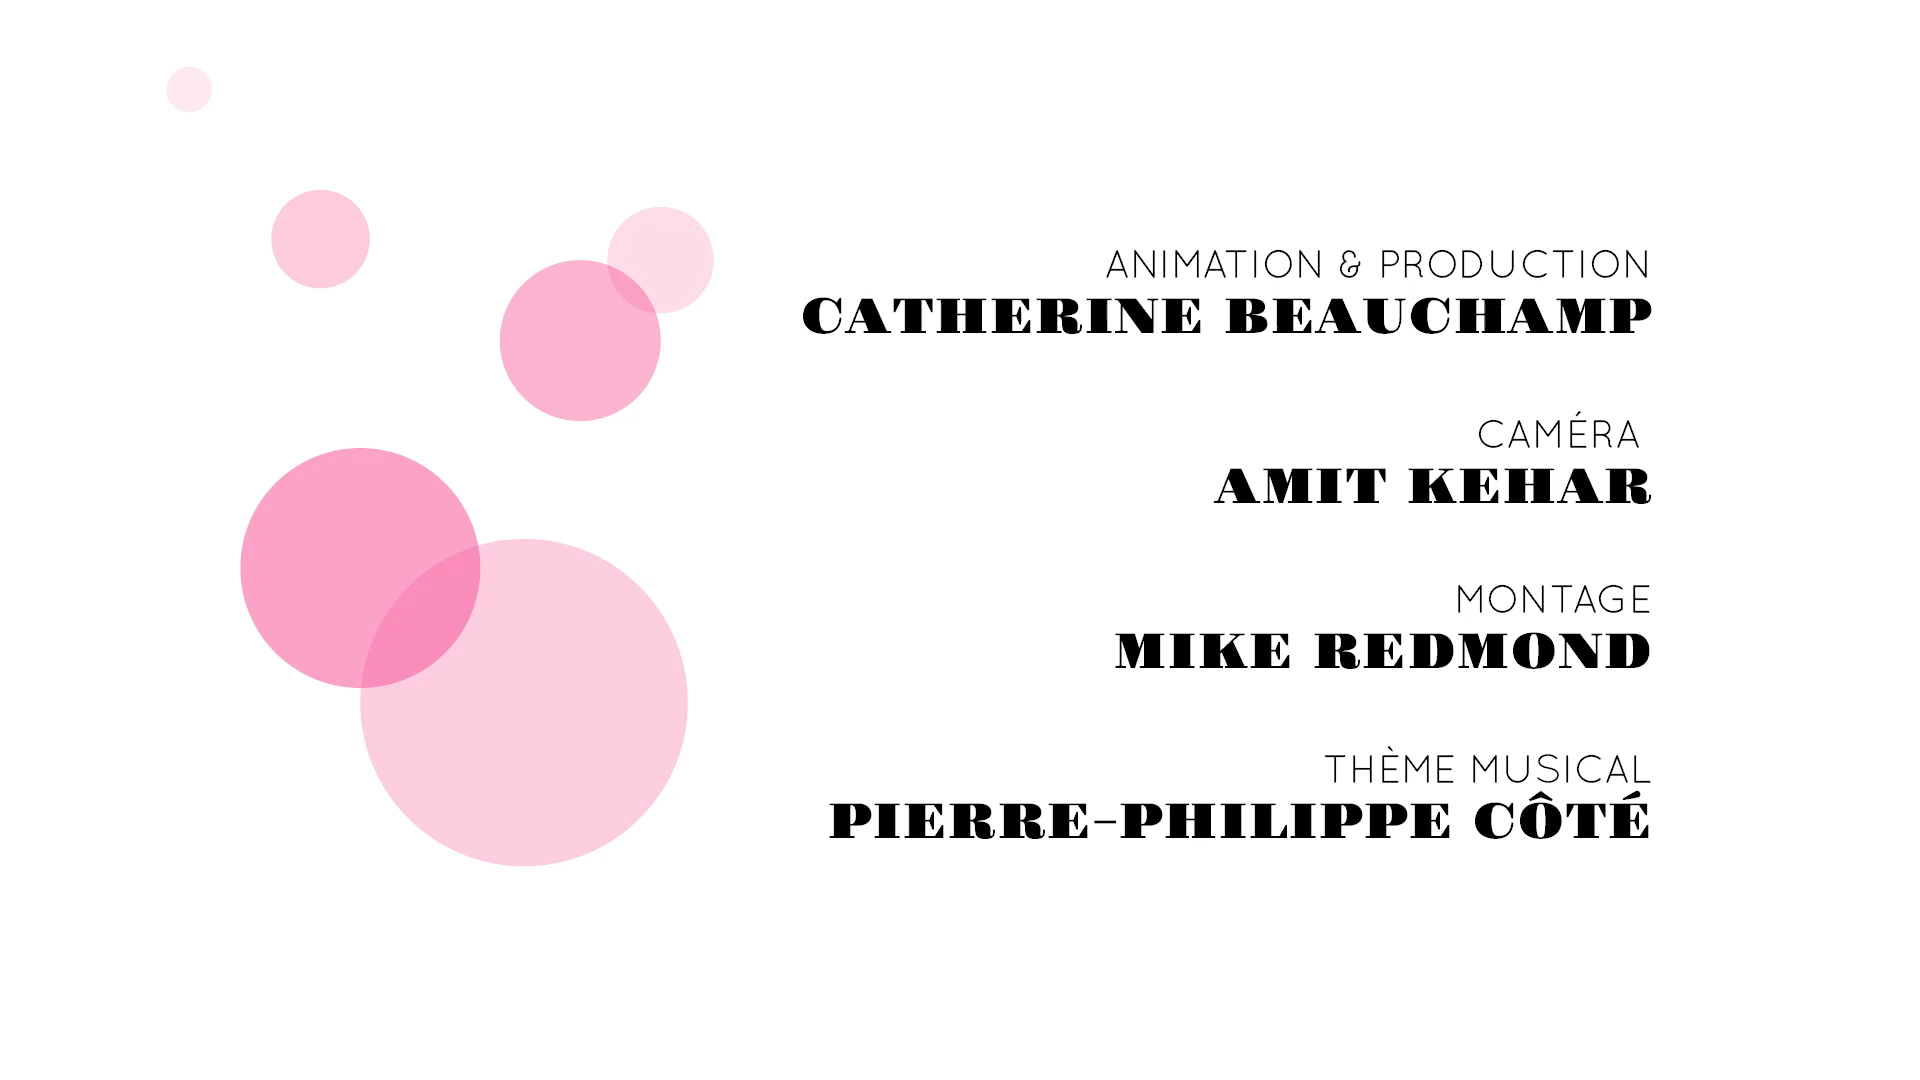 ANIMATION & PRODUCTION
CATHERINE BEAUCHAMP
CAMÉRA
AMIT KEHAR
MONTAGE
MIKE REDMOND
THÈME MUSICAL
PIERRE-PHILIPPE CÔTÉ